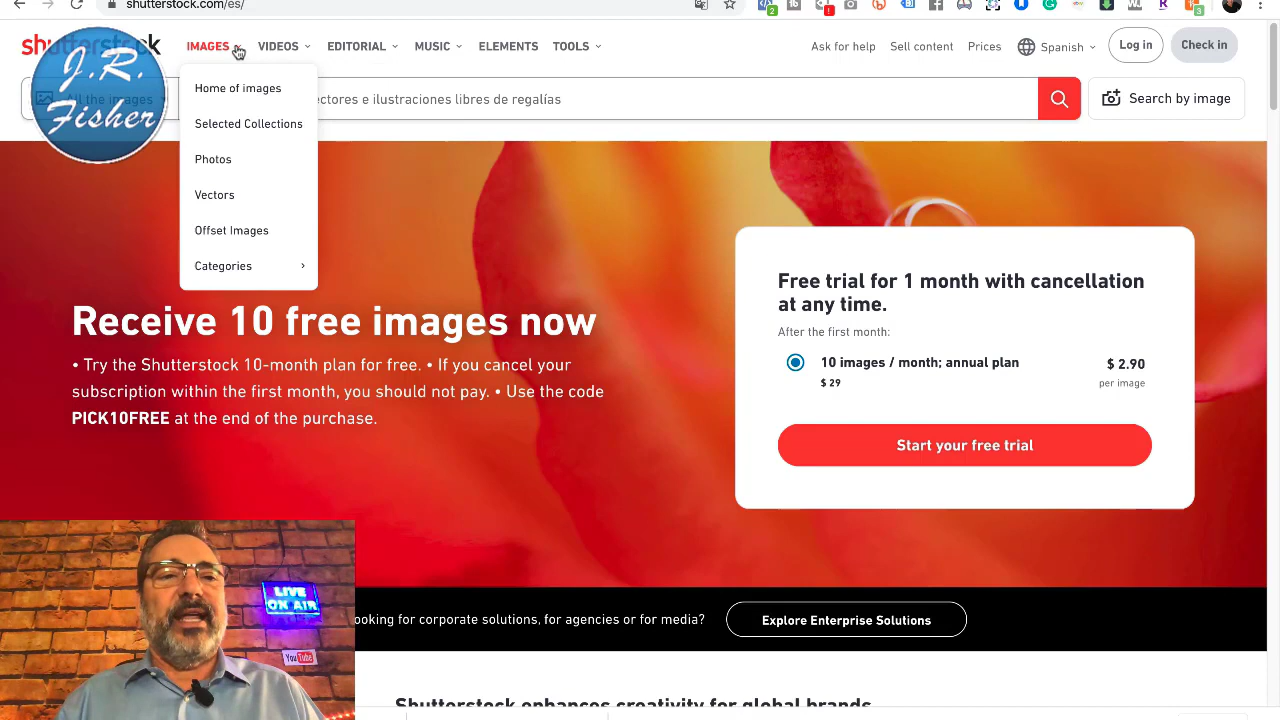 shutterstock.com/es/
shutterstock
IMAGES
VIDEOS
EDITORIAL
MUSIC
ELEMENTS
TOOLS
Ask for help
Sell content
Prices
Spanish
Log in
Check in
J.R.
Fisher
All the images
ectores e ilustraciones libres de regalías
Search by image
Home of images
Selected Collections
Photos
Vectors
Offset Images
Categories
Receive 10 free images now
• Try the Shutterstock 10-month plan for free. • If you cancel your
subscription within the first month, you should not pay. • Use the code
PICK10FREE at the end of the purchase.
Free trial for 1 month with cancellation
at any time.
After the first month:
10 images / month; annual plan
$ 2.90
$ 29
per image
Start your free trial
ooking for corporate solutions, for agencies or for media?
Explore Enterprise Solutions
LIVE
ON AIR
YouTube
Shutterstock enhances creativity for global brands